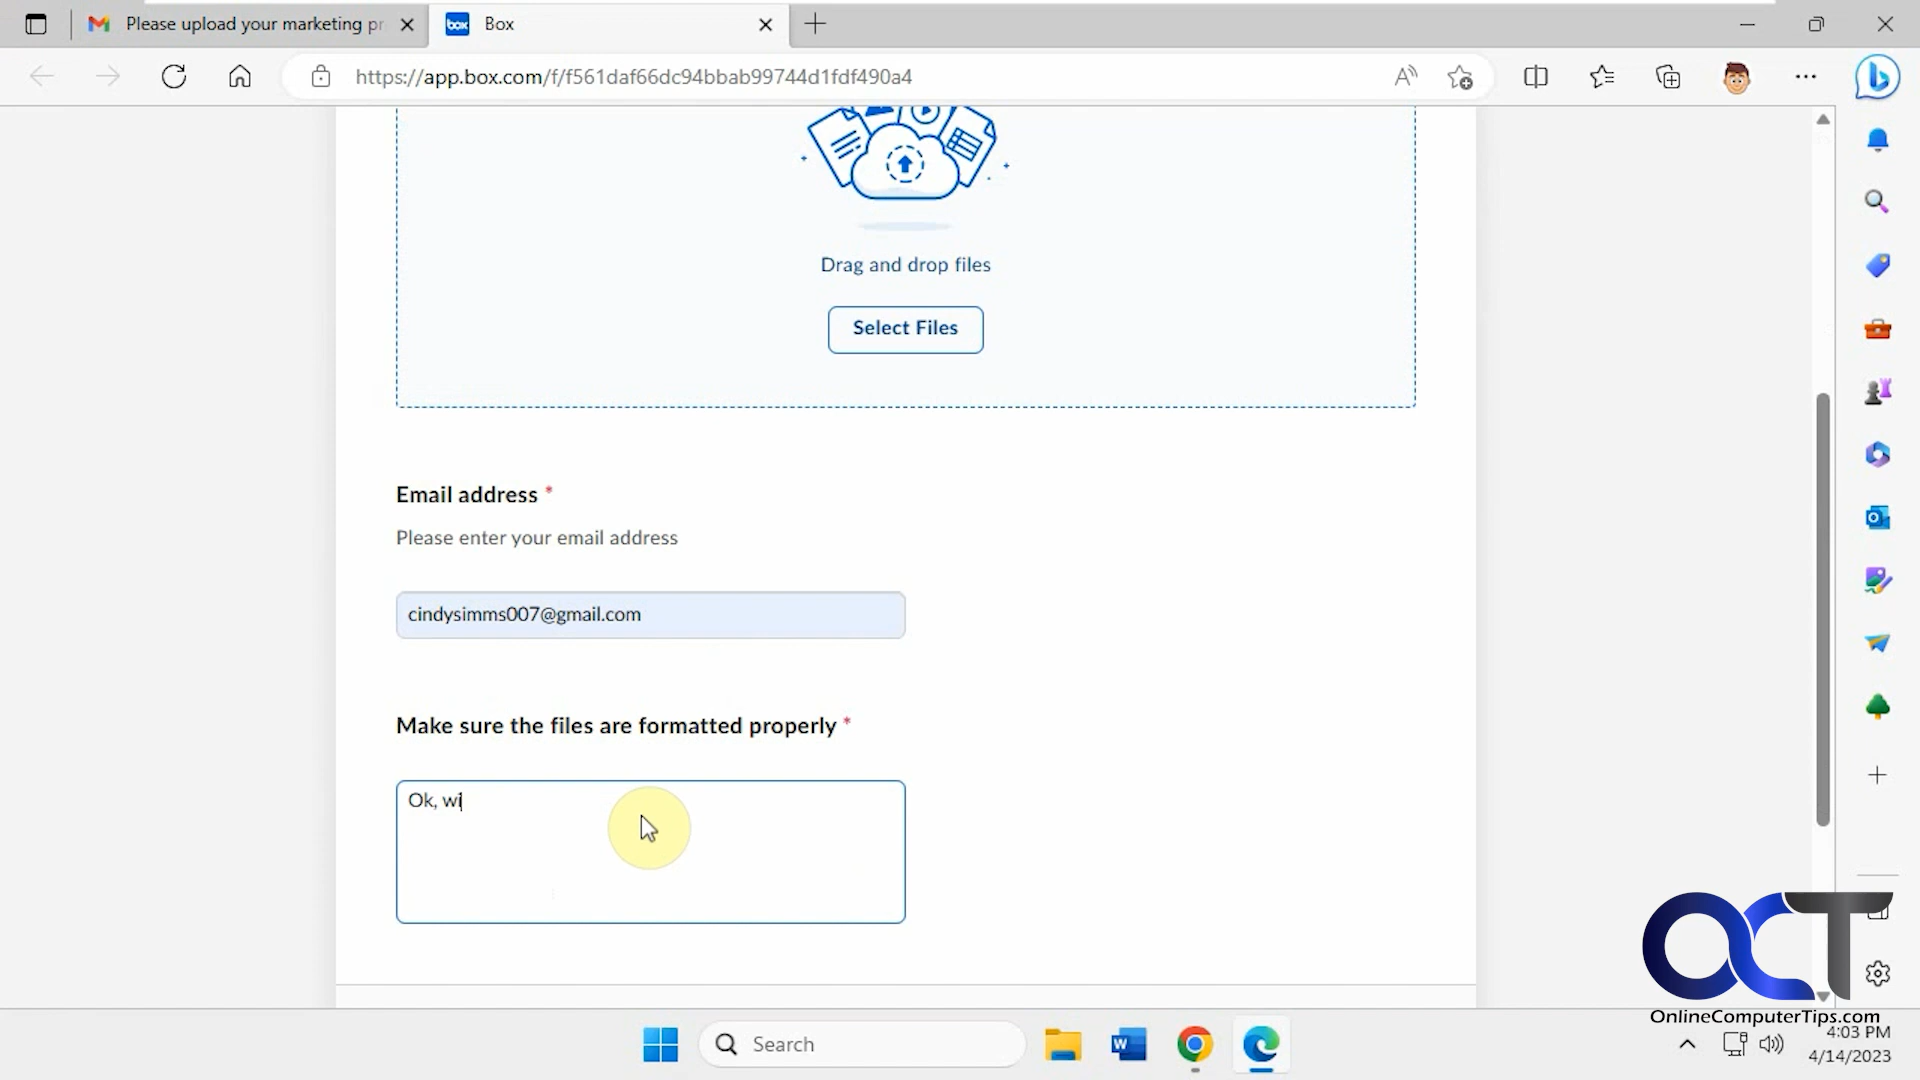 Please upload your marketing pr
box Box
https://app.box.com/f/f561daf66dc94bbab99744d1fdf490a4
Drag and drop files
Select Files
Email address *
Please enter your email address
cindysimms007@gmail.com
Make sure the files are formatted properly *
Ok, wi
OCT
OnlineComputerTips.com
Search
4:03 PM
4/14/2023